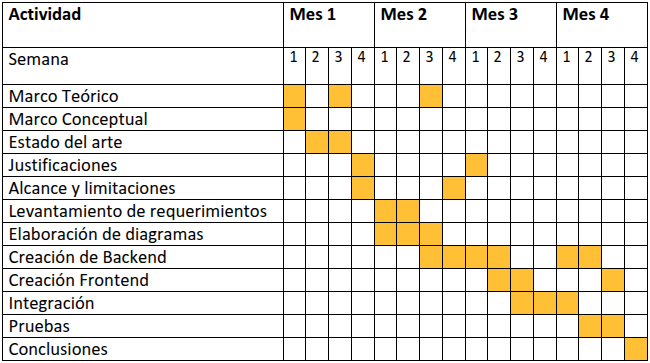 Actividad Mes 1 Mes 2 Mes 3 Mes 4
Semana 1 2 3 4 1 2 3 4 1 2 3 4 1 2 3 4
Marco Teórico
Marco Conceptual
Estado del arte
Justificaciones
Alcance y limitaciones
Levantamiento de requerimientos
Elaboración de diagramas
Creación de Backend
Creación Frontend
Integración
Pruebas
Conclusiones